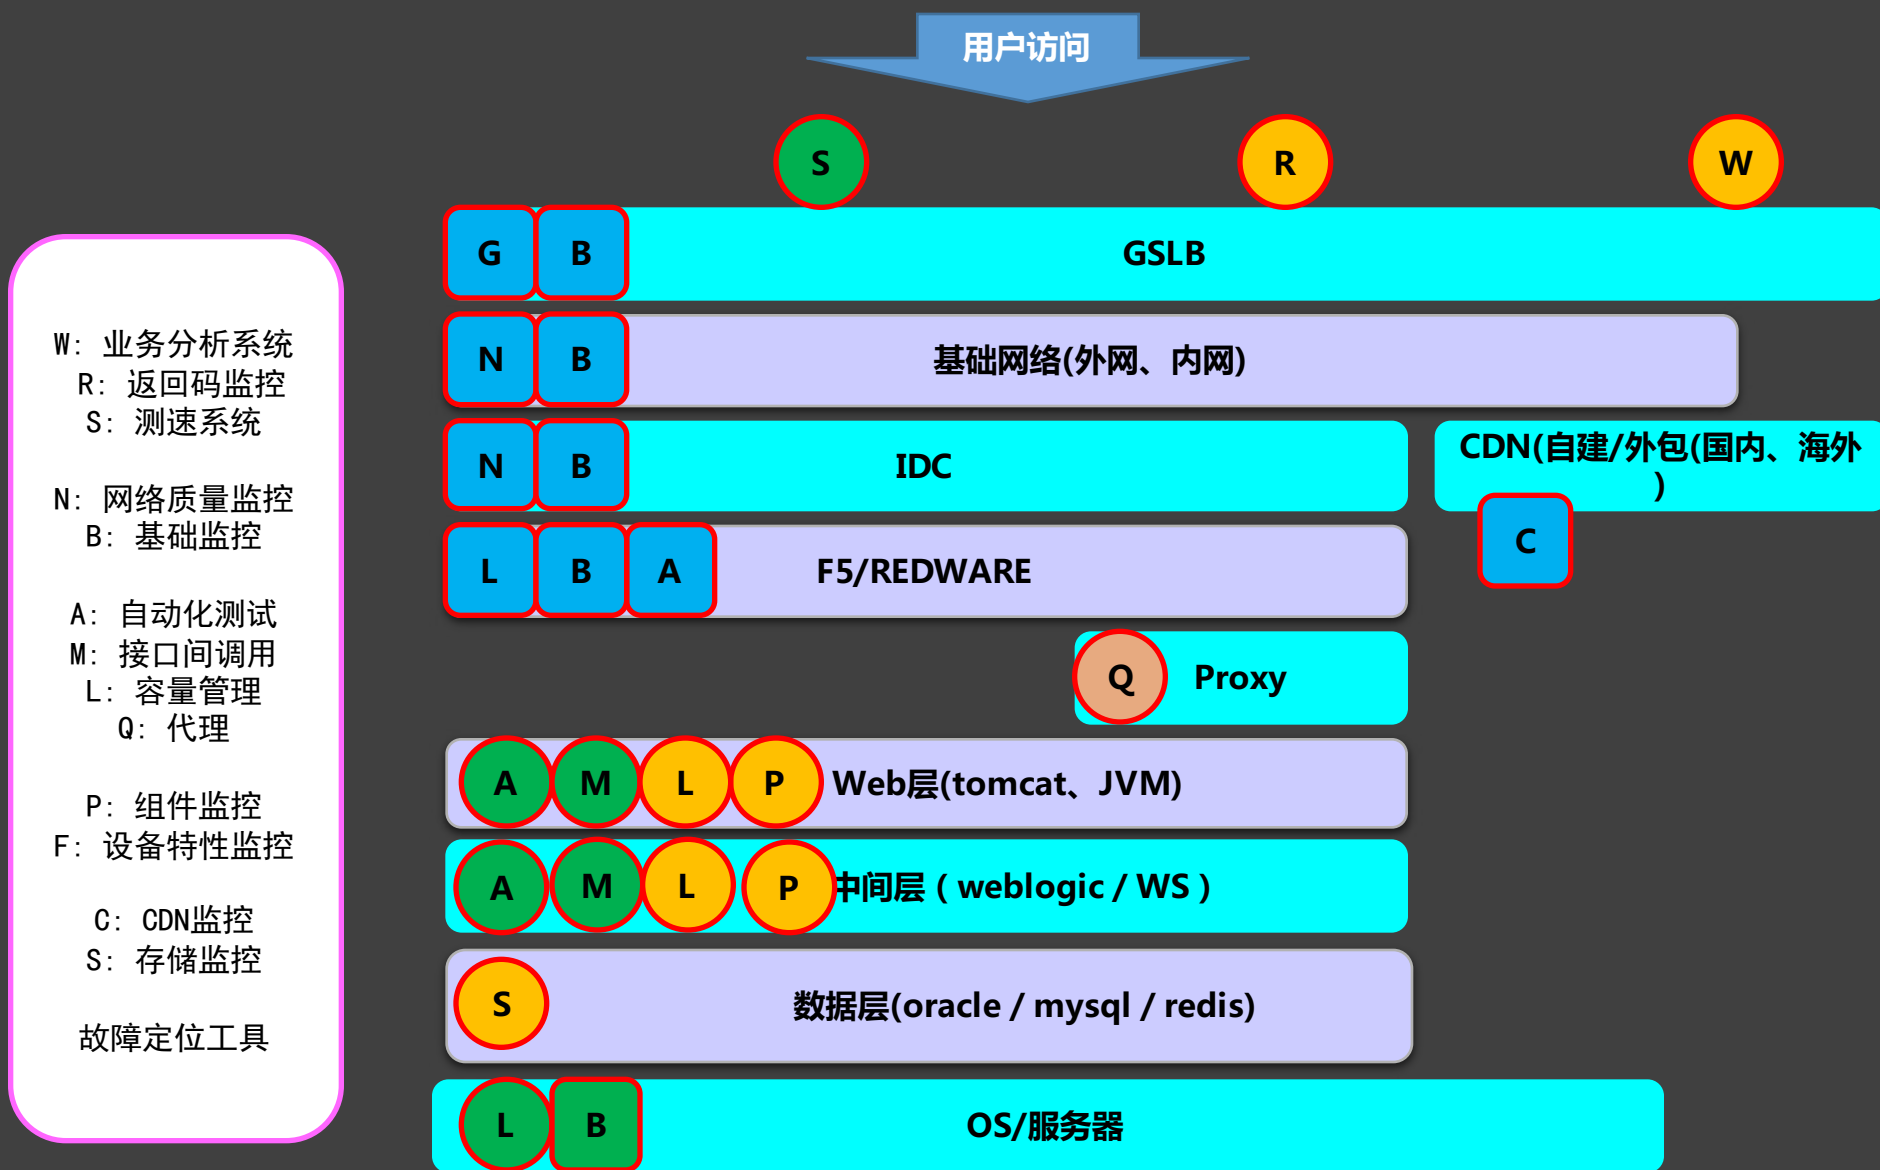 用户访问
S
R
W
G B GSLB
N B 基础网络(外网、内网)
N B IDC
CDN(自建/外包(国内、海外
)
C
L B A F5/REDWARE
Q Proxy
A M L P Web层(tomcat、JVM)
A M L P 中间层（weblogic / WS）
S 数据层(oracle / mysql / redis)
L B OS/服务器
W: 业务分析系统
R: 返回码监控
S: 测速系统
N: 网络质量监控
B: 基础监控
A: 自动化测试
M: 接口间调用
L: 容量管理
Q: 代理
P: 组件监控
F: 设备特性监控
C: CDN监控
S: 存储监控
故障定位工具